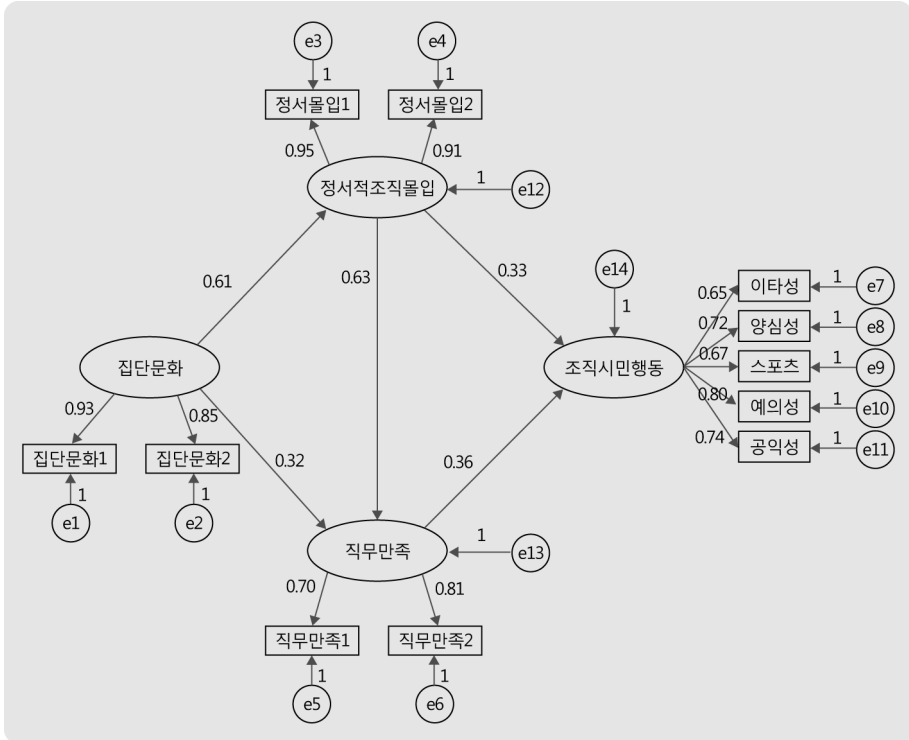 e3
e4
1
1
정서몰입1
정서몰입2
0.95
0.91
정서적조직몰입
1
e12
0.61
0.63
0.33
e14
1
0.65
이타성
1
e7
0.72
양심성
1
e8
집단문화
조직시민행동
0.67
스포츠
1
e9
0.80
예의성
1
e10
0.93
0.85
0.74
공익성
1
e11
집단문화1
집단문화2
0.32
0.36
1
1
e1
e2
직무만족
1
e13
0.70
0.81
직무만족1
직무만족2
1
1
e5
e6